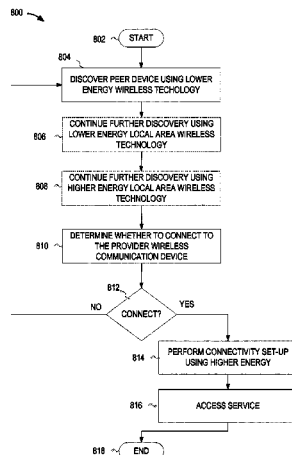 800
802
START
804
DISCOVER PEER DEVICE USING LOWER
ENERGY WIRELESS TECHOLOGY
806
CONTINUE FURTHER DISCOVERY USING
LOWER ENERGY LOCAL AREA WIRELESS
TECHNOLOGY
808
CONTINUE FURTHER DISCOVERY USING
HIGHER ENERGY LOCAL AREA WIRELESS
TECHNOLOGY
810
DETERMINE WHETHER TO CONNECT TO
THE PROVIDER WIRELESS
COMMUNICATION DEVICE
812
NO
CONNECT?
YES
814
PERFORM CONNECTIVITY SET-UP
USING HIGHER ENERGY
816
ACCESS SERVICE
818
END